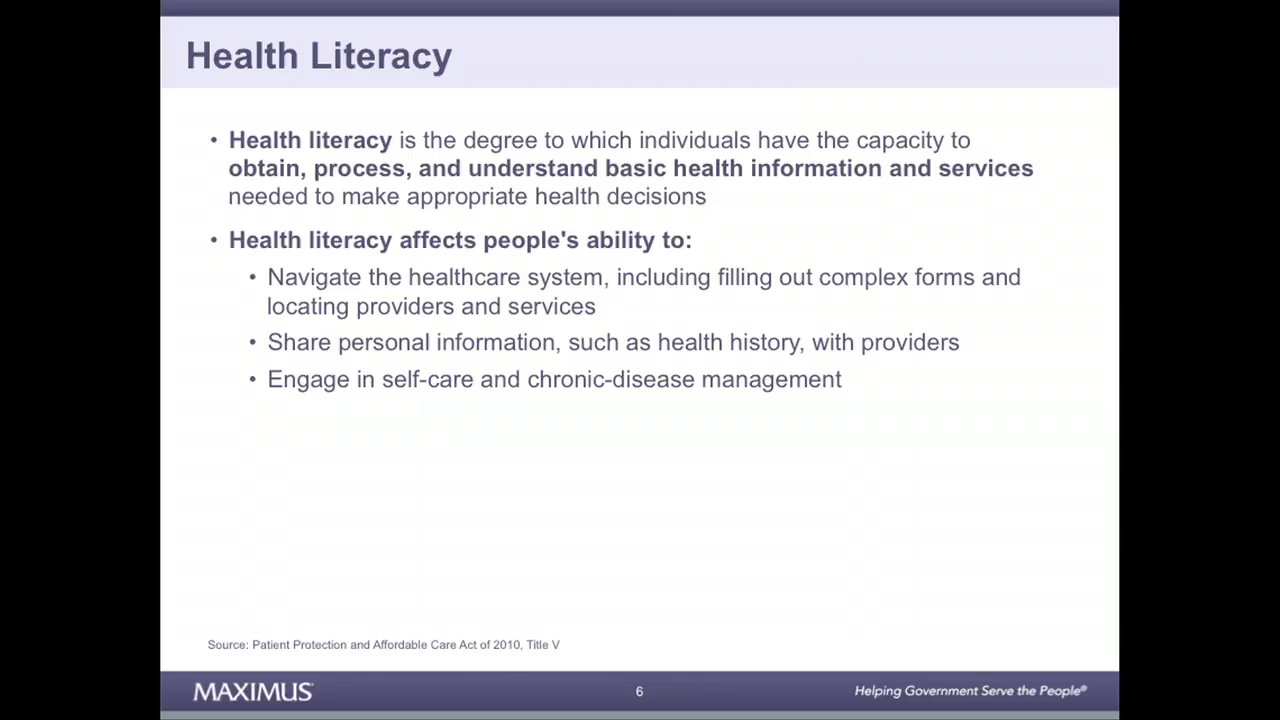 Health Literacy
• Health literacy is the degree to which individuals have the capacity to
obtain, process, and understand basic health information and services
needed to make appropriate health decisions
• Health literacy affects people's ability to:
• Navigate the healthcare system, including filling out complex forms and
locating providers and services
• Share personal information, such as health history, with providers
• Engage in self-care and chronic-disease management
Source: Patient Protection and Affordable Care Act of 2010, Title V
MAXIMUS
6
Helping Government Serve the People®